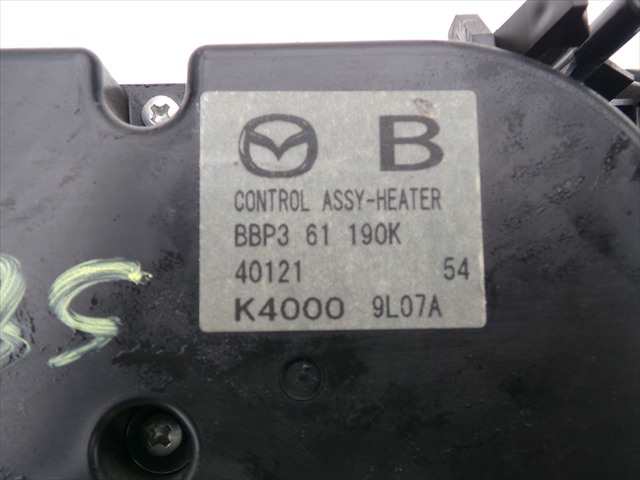 B
CONTROL ASSY-HEATER
BBP3 61 190K
40121 54
K4000 9L07A